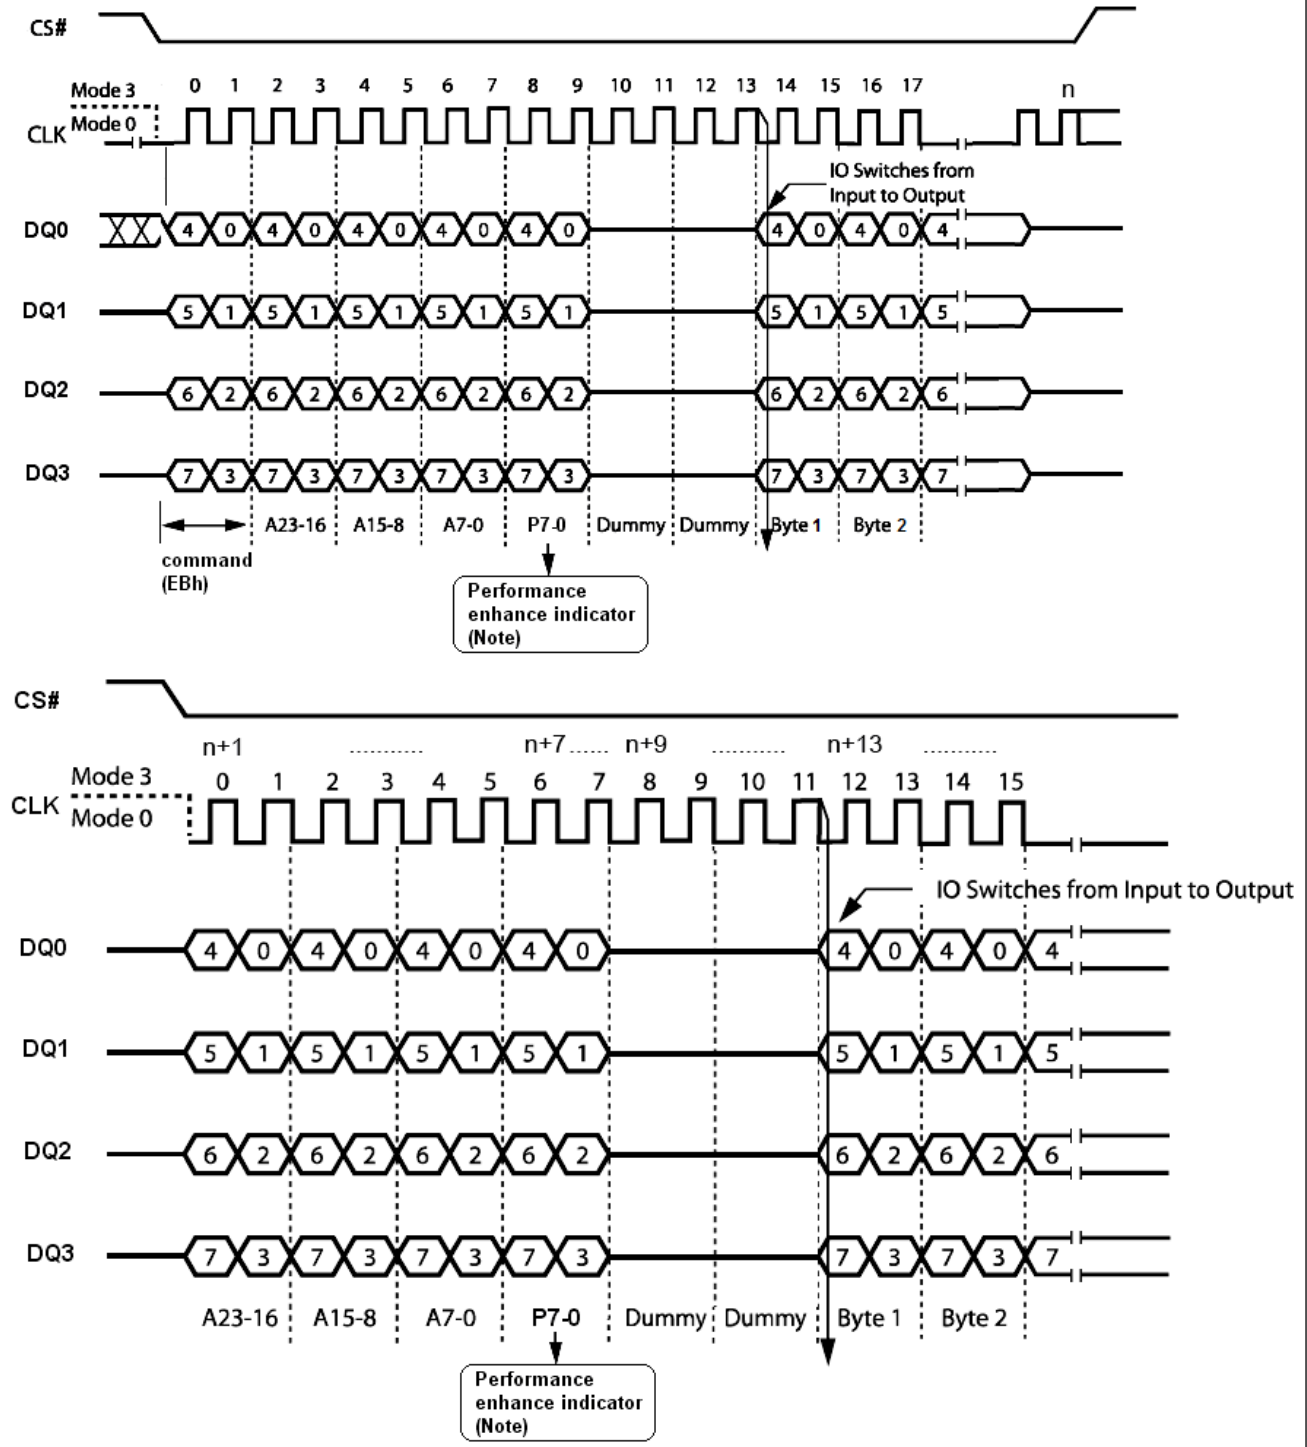 CS#
0 1 2 3 4 5 6 7 8 9 10 11 12 13 14 15 16 17 n
Mode 3
Mode 0
CLK
IO Switches from
Input to Output
DQ0 4 0 4 0 4 0 4 0 4 0 4 0 4 0 4
DQ1 5 1 5 1 5 1 5 1 5 1 5 1 5 1 5
DQ2 6 2 6 2 6 2 6 2 6 2 6 2 6 2 6
DQ3 7 3 7 3 7 3 7 3 7 3 7 3 7 3 7
A23-16 A15-8 A7-0 P7-0 Dummy Dummy Byte 1 Byte 2
command
(EBh)
Performance
enhance indicator
(Note)
CS#
n+1 ........... n+7 ...... n+9 ........... n+13 ...........
0 1 2 3 4 5 6 7 8 9 10 11 12 13 14 15
Mode 3
CLK
Mode 0
IO Switches from Input to Output
DQ0 4 0 4 0 4 0 4 0 4 0 4 0 4
DQ1 5 1 5 1 5 1 5 1 5 1 5 1 5
DQ2 6 2 6 2 6 2 6 2 6 2 6 2 6
DQ3 7 3 7 3 7 3 7 3 7 3 7 3 7
A23-16 A15-8 A7-0 P7-0 Dummy Dummy Byte 1 Byte 2
Performance
enhance indicator
(Note)